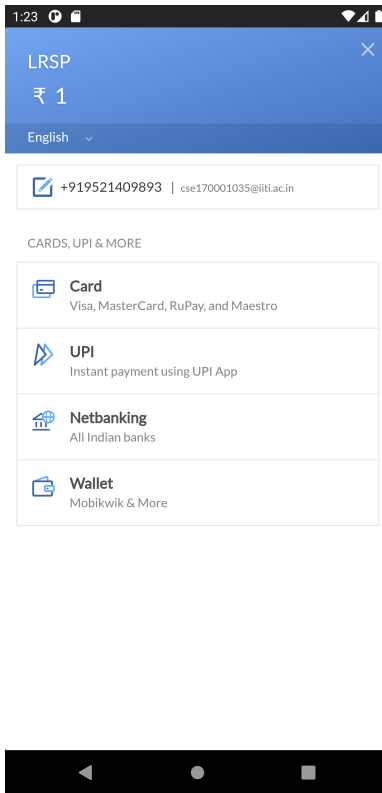 1:23
LRSP
₹ 1
English
+919521409893 | cse170001035@iiti.ac.in
CARDS, UPI & MORE
Card
Visa, MasterCard, RuPay, and Maestro
UPI
Instant payment using UPI App
Netbanking
All Indian banks
Wallet
Mobikwik & More